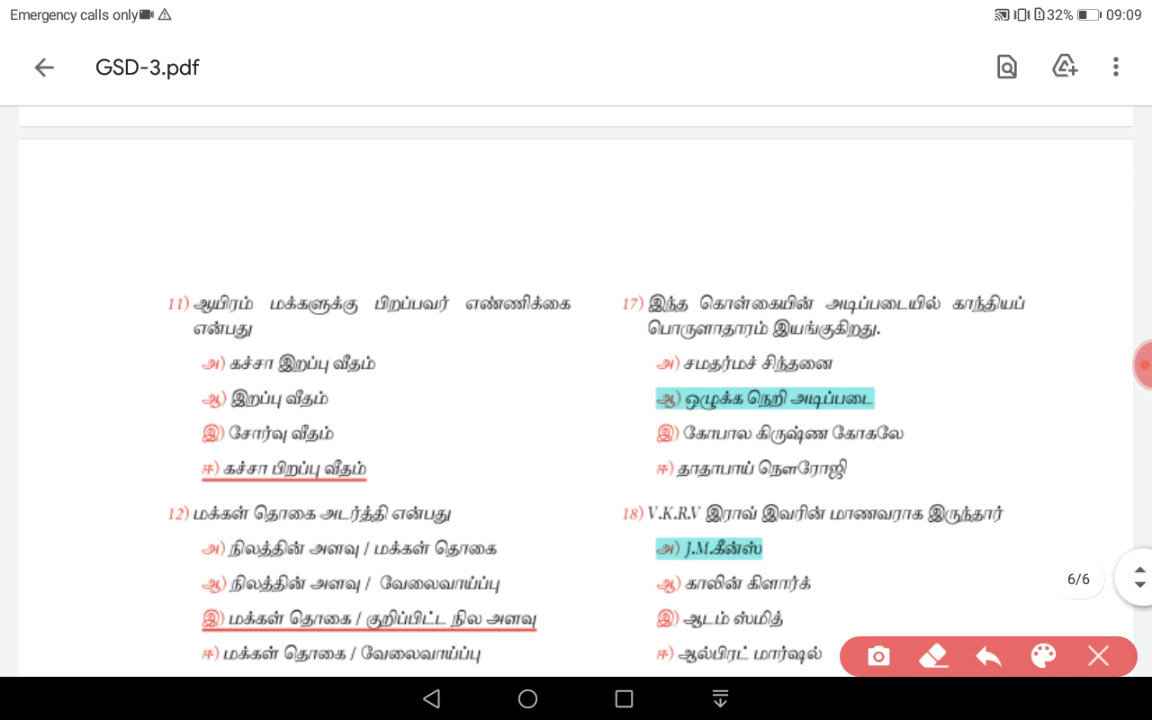 Emergency calls only
32% 09:09
GSD-3.pdf
11) ஆயிரம் மக்களுக்கு பிறப்பவர் எண்ணிக்கை
என்பது
அ) கச்சா இறப்பு வீதம்
ஆ) இறப்பு வீதம்
இ) சோர்வு வீதம்
ஈ) கச்சா பிறப்பு வீதம்
12) மக்கள் தொகை அடர்த்தி என்பது
அ) நிலத்தின் அளவு / மக்கள் தொகை
ஆ) நிலத்தின் அளவு / வேலைவாய்ப்பு
இ) மக்கள் தொகை / குறிப்பிட்ட நில அளவு
ஈ) மக்கள் தொகை / வேலைவாய்ப்பு
17) இந்த கொள்கையின் அடிப்படையில் காந்தியப்
பொருளாதாரம் இயங்குகிறது.
அ) சமதர்மச் சிந்தனை
ஆ) ஒழுக்க நெறி அடிப்படை
இ) கோபால கிருஷ்ண கோகலே
ஈ) தாதாபாய் நௌரோஜி
18) V.K.R.V இராவ் இவரின் மாணவராக இருந்தார்
அ) J.M.கீன்ஸ்
ஆ) காலின் கிளார்க்
இ) ஆடம் ஸ்மித்
ஈ) ஆல்பிரட் மார்ஷல்
6/6